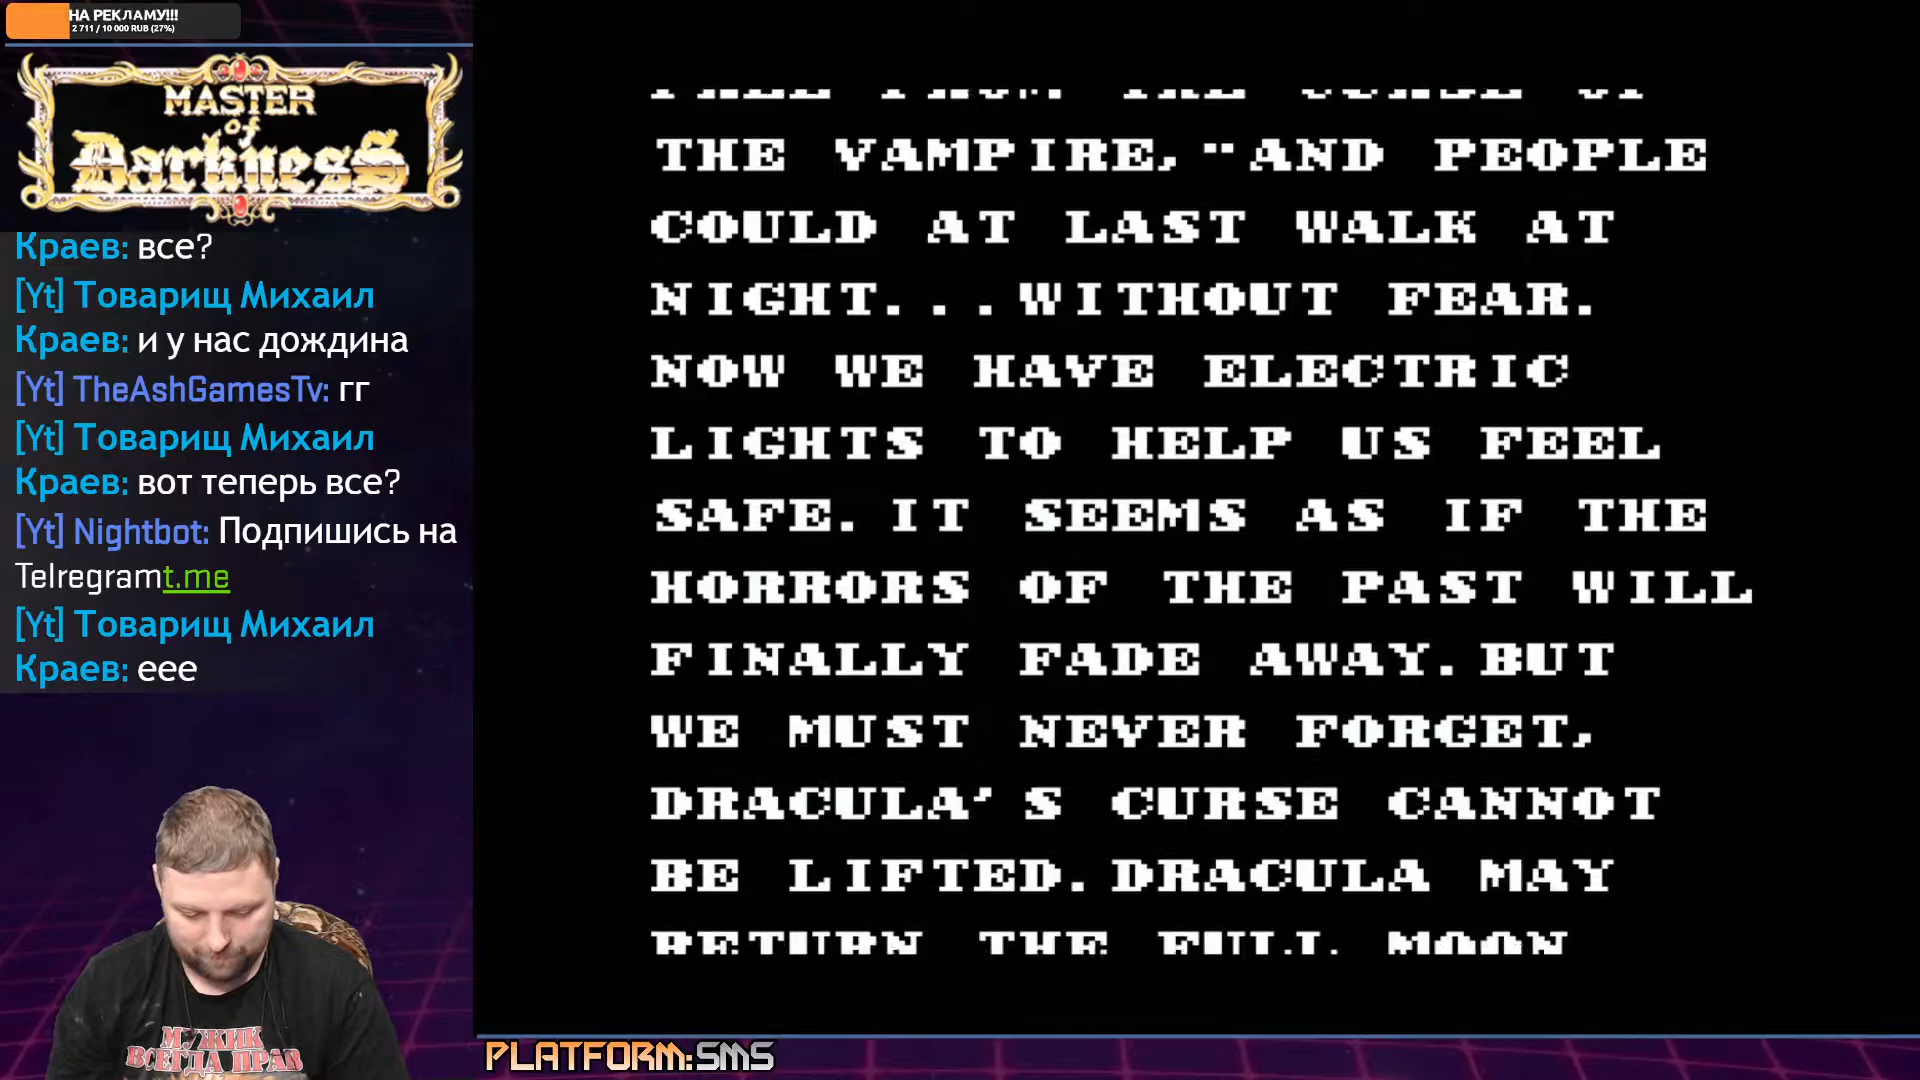 НА РЕКЛАМУ!!!
2 711 / 10 000 RUB (27%)
MASTER
of
Darkness
Краев: все?
[Yt] Товарищ Михаил
Краев: и у нас дождина
[Yt] TheAshGamesTv: гг
[Yt] Товарищ Михаил
Краев: вот теперь все?
[Yt] Nightbot: Подпишись на
Telregramt.me
[Yt] Товарищ Михаил
Краев: еее
МУЖИК
ВСЕГДА ПРАВ
THE VAMPIRE, "AND PEOPLE
COULD AT LAST WALK AT
NIGHT...WITHOUT FEAR.
NOW WE HAVE ELECTRIC
LIGHTS TO HELP US FEEL
SAFE.IT SEEMS AS IF THE
HORRORS OF THE PAST WILL
FINALLY FADE AWAY.BUT
WE MUST NEVER FORGET,
DRACULA'S CURSE CANNOT
BE LIFTED.DRACULA MAY
RETURN THE FULL MOON
PLATFORM:SMS